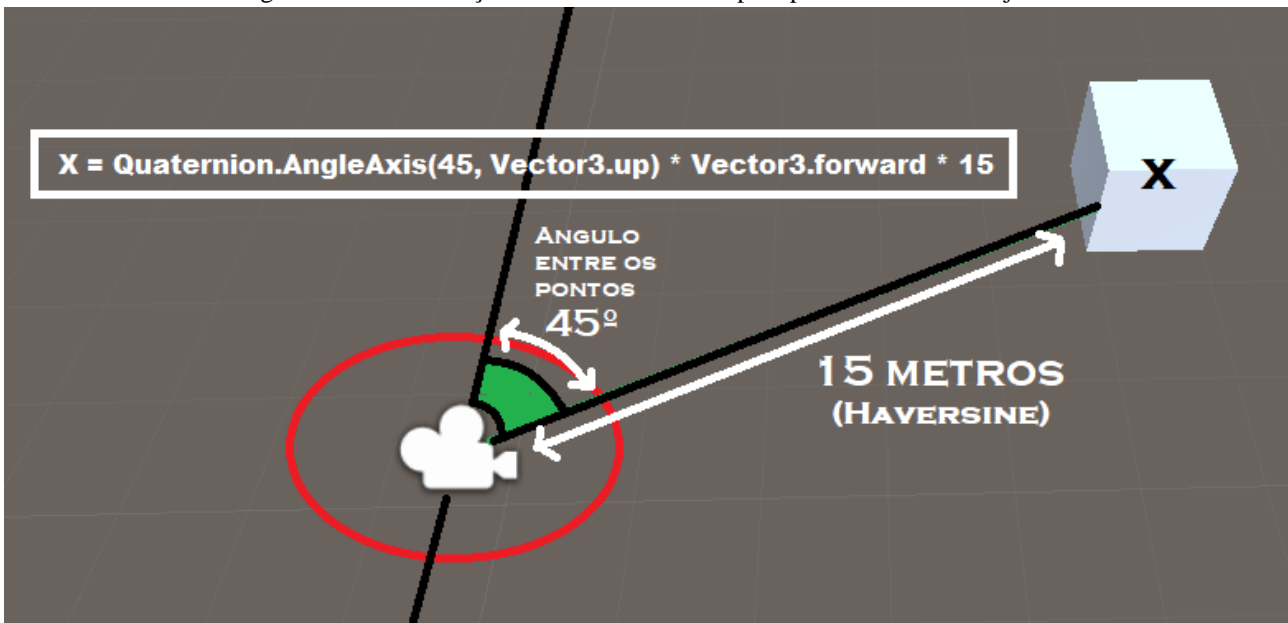 X = Quaternion.AngleAxis(45, Vector3.up) * Vector3.forward * 15
X
ANGULO
ENTRE OS
PONTOS
45º
15 METROS
(HAVERSINE)